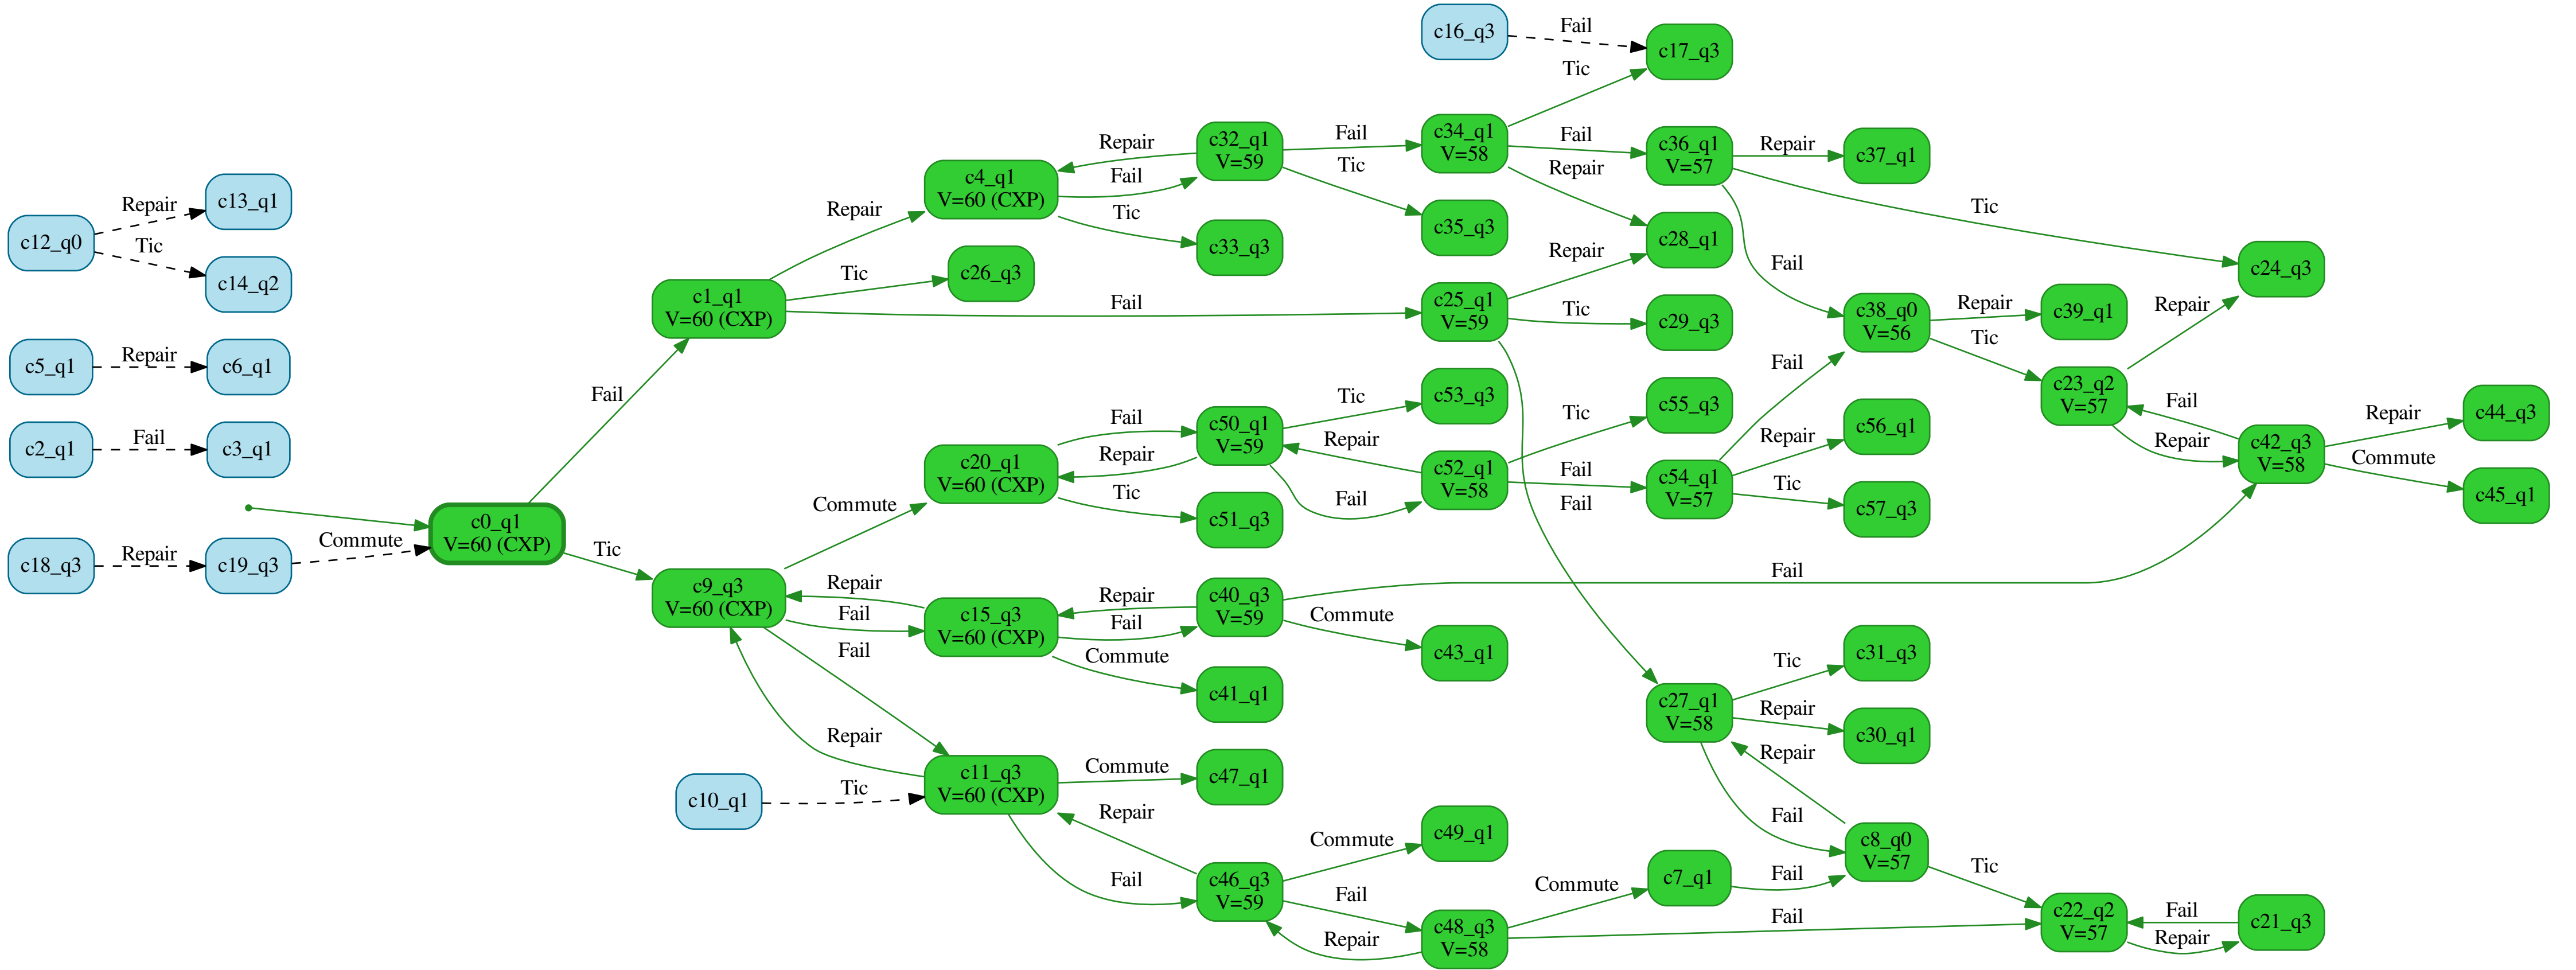 c16_q3
Fail
c17_q3
Tic
c32_q1
V=59
Repair
Fail
c34_q1
V=58
Fail
c36_q1
V=57
Repair
c37_q1
Tic
Repair
c4_q1
V=60 (CXP)
Fail
Tic
c35_q3
c28_q1
Tic
c33_q3
c13_q1
Repair
c12_q0
Tic
c14_q2
Repair
c26_q3
Tic
c1_q1
V=60 (CXP)
Fail
c25_q1
V=59
Repair
Tic
c29_q3
Fail
c38_q0
V=56
Repair
c39_q1
Tic
c24_q3
Repair
c5_q1
Repair
c6_q1
c2_q1
Fail
c3_q1
Fail
c53_q3
Tic
c55_q3
Tic
Fail
Repair
c56_q1
c23_q2
V=57
Fail
Repair
c42_q3
V=58
Repair
c44_q3
Commute
c45_q1
c20_q1
V=60 (CXP)
Fail
Repair
c50_q1
V=59
Repair
c52_q1
V=58
Fail
Fail
c54_q1
V=57
Tic
c57_q3
Tic
c51_q3
Fail
Commute
c0_q1
V=60 (CXP)
Tic
c18_q3
Repair
c19_q3
Commute
c9_q3
V=60 (CXP)
Repair
Fail
c15_q3
V=60 (CXP)
Repair
Fail
c40_q3
V=59
Fail
Commute
c43_q1
Commute
c41_q1
Fail
Repair
c11_q3
V=60 (CXP)
Commute
c47_q1
c10_q1
Tic
Repair
Fail
c46_q3
V=59
Commute
c49_q1
Fail
Repair
c48_q3
V=58
Commute
c7_q1
Fail
Fail
c27_q1
V=58
Tic
c31_q3
Repair
c30_q1
Repair
Fail
c8_q0
V=57
Tic
c22_q2
V=57
Fail
Repair
c21_q3